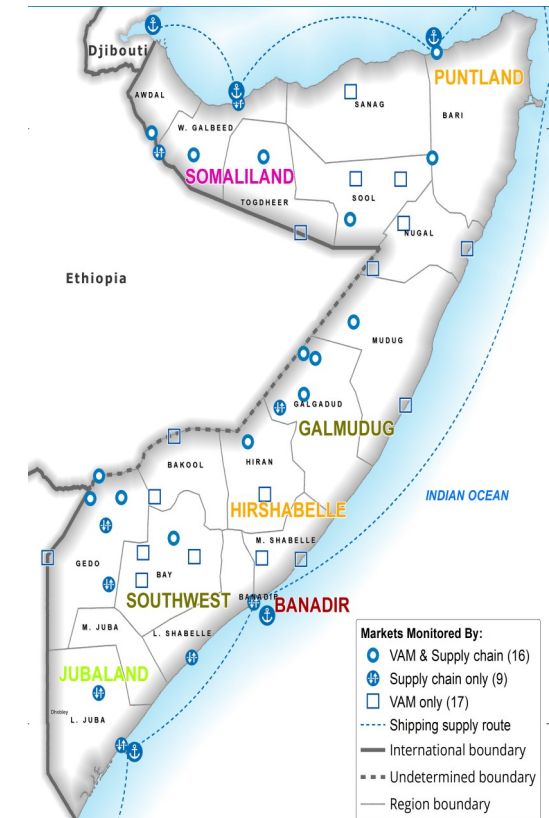 Djibouti
PUNTLAND
AWDAL
SANAG
BARI
W. GALBEED
SOMALILAND
TOGDHEER
SOOL
NUGAL
Ethiopia
MUDUG
GALGADUD
GALMUDUG
BAKOOL
HIRAN
INDIAN OCEAN
HIRSHABELLE
M. SHABELLE
GEDO
BAY
SOUTHWEST
BANADIR
BANADIR
M. JUBA
L. SHABELLE
JUBALAND
Dhobley
L. JUBA
Markets Monitored By:
VAM & Supply chain (16)
Supply chain only (9)
VAM only (17)
Shipping supply route
International boundary
Undetermined boundary
Region boundary